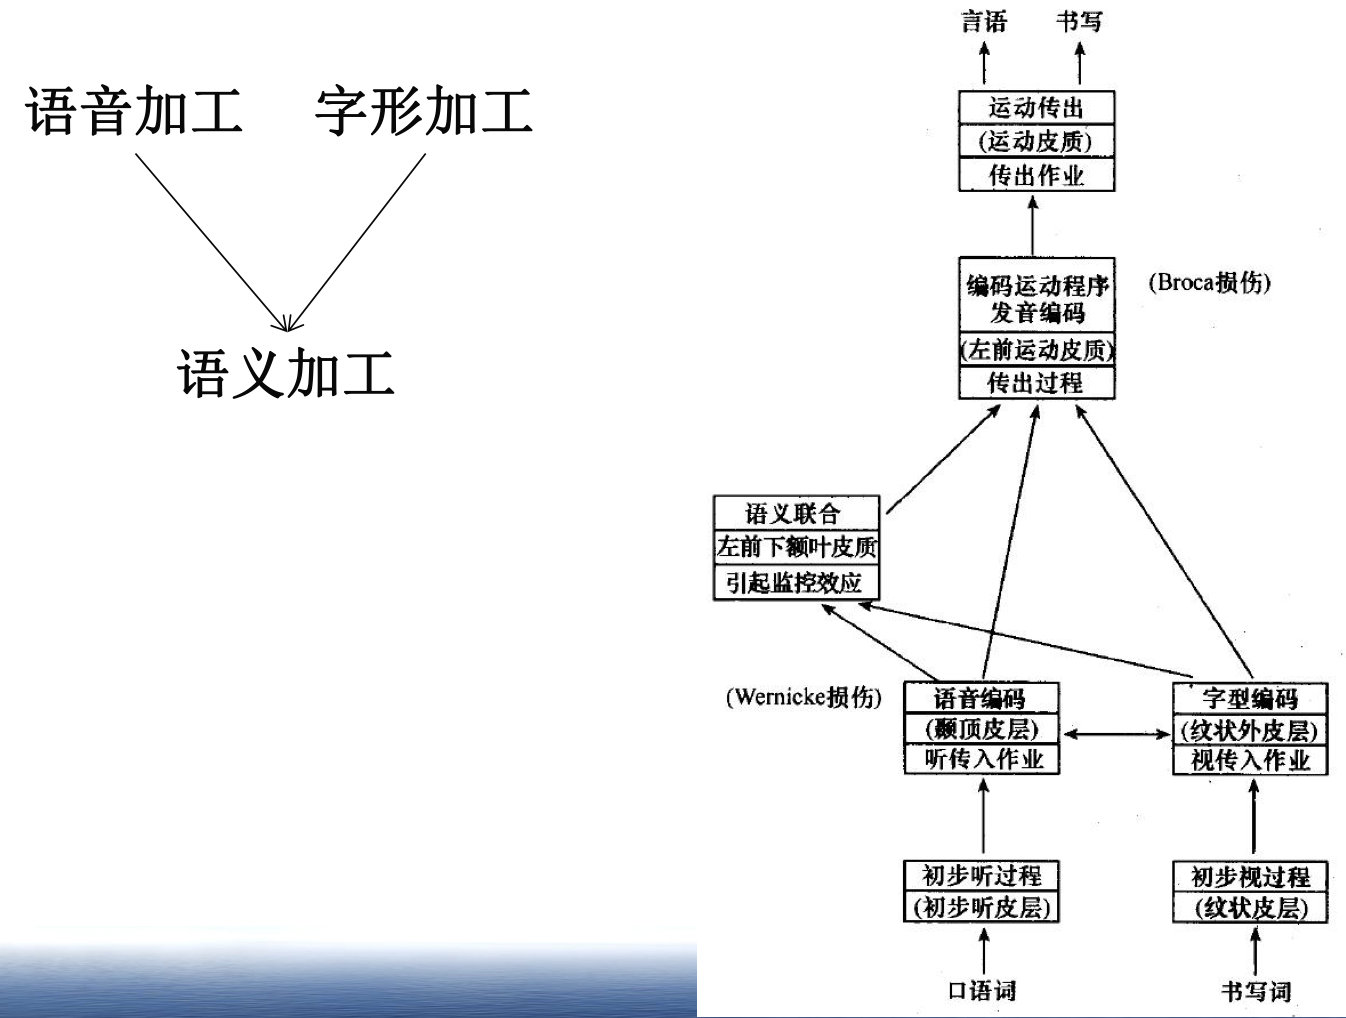 语音加工 字形加工
语义加工
言语 书写
运动传出
(运动皮质)
传出作业
编码运动程序
发音编码
(左前运动皮质)
传出过程
(Broca损伤)
语义联合
左前下额叶皮质
引起监控效应
(Wernicke损伤)
语音编码
(颞顶皮层)
听传入作业
字型编码
(纹状外皮层)
视传入作业
初步听过程
(初步听皮层)
初步视过程
(纹状皮层)
口语词
书写词